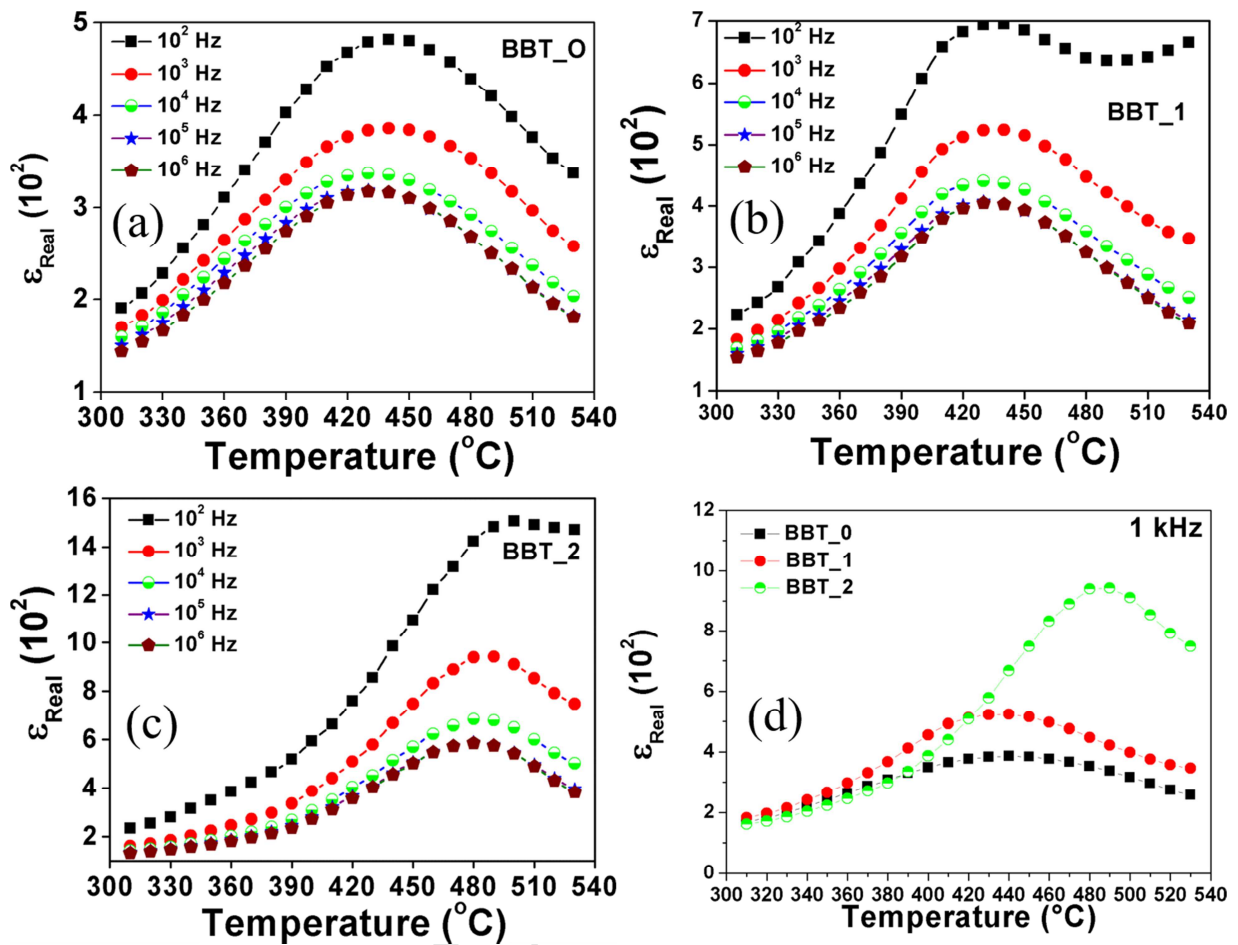 5
4
3
2
1
10² Hz
10³ Hz
10⁴ Hz
10⁵ Hz
10⁶ Hz
BBT_O
(a)
ε_Real (10²)
300 330 360 390 420 450 480 510 540
Temperature (°C)
7
6
5
4
3
2
1
10² Hz
10³ Hz
10⁴ Hz
10⁵ Hz
10⁶ Hz
BBT_1
(b)
ε_Real (10²)
300 330 360 390 420 450 480 510 540
Temperature (°C)
16
14
12
10
8
6
4
2
10² Hz
10³ Hz
10⁴ Hz
10⁵ Hz
10⁶ Hz
BBT_2
(c)
ε_Real (10²)
300 330 360 390 420 450 480 510 540
Temperature (°C)
12
10
8
6
4
2
0
BBT_0
BBT_1
BBT_2
1 kHz
(d)
ε_Real (10²)
300 320 340 360 380 400 420 440 460 480 500 520 540
Temperature (°C)